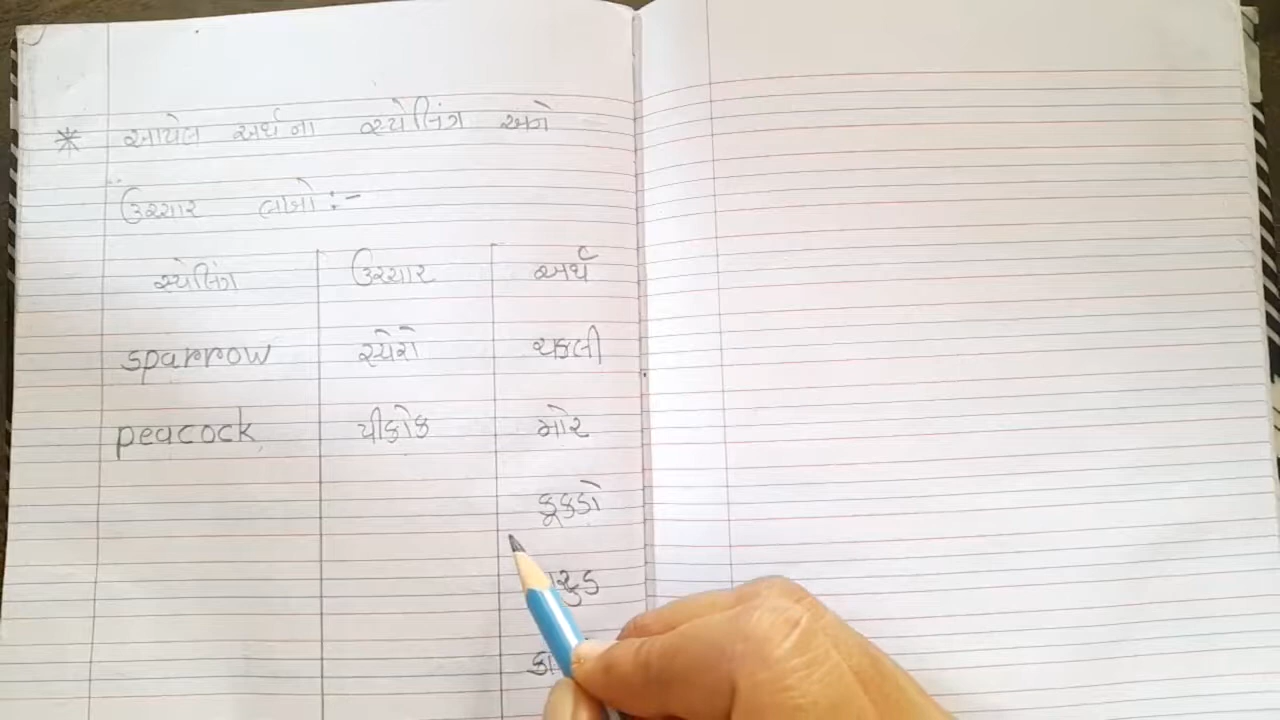 * આપેલ અર્થના સ્પેલિંગ અને
ઉચ્ચાર લખો :-
સ્પેલિંગ ઉચ્ચાર અર્થ
sparrow સ્પેરો ચકલી
peacock પીકોક મોર
કૂકડો